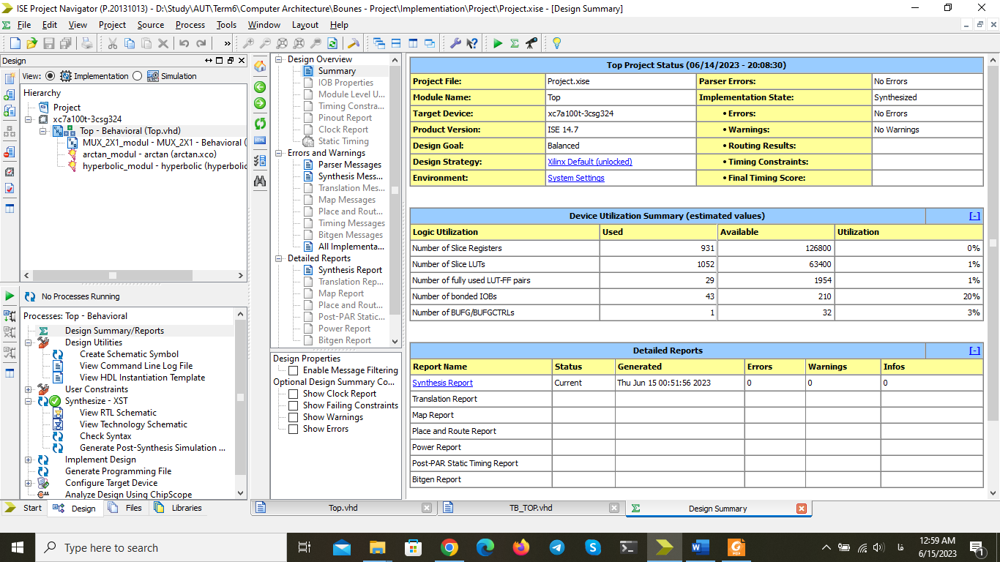 ISE Project Navigator (P.20131013) - D:\Study\AUT\Term6\Computer Architecture\Bounes - Project\Implementiation\Project\Project.xise - [Design Summary]
File Edit View Project Source Process Tools Window Layout Help
»
Design
View: Implementation Simulation
Hierarchy
Project
xc7a100t-3csg324
Top - Behavioral (Top.vhd)
MUX_2X1_modul - MUX_2X1 - Behavioral (
arctan_modul - arctan (arctan.xco)
hyperbolic_modul - hyperbolic (hyperbolic
No Processes Running
Processes: Top - Behavioral
Design Summary/Reports
Design Utilities
Create Schematic Symbol
View Command Line Log File
View HDL Instantiation Template
User Constraints
Synthesize - XST
View RTL Schematic
View Technology Schematic
Check Syntax
Generate Post-Synthesis Simulation ...
Implement Design
Generate Programming File
Configure Target Device
Analyze Design Using ChipScope
Start Design Files Libraries
Design Overview
Summary
IOB Properties
Module Level U...
Timing Constra...
Pinout Report
Clock Report
Static Timing
Errors and Warnings
Parser Messages
Synthesis Mess...
Translation Mes...
Map Messages
Place and Rout...
Timing Messages
Bitgen Messages
All Implementa...
Detailed Reports
Synthesis Report
Translation Rep...
Map Report
Place and Rout...
Post-PAR Static...
Power Report
Bitgen Report
Design Properties
Enable Message Filtering
Optional Design Summary Co...
Show Clock Report
Show Failing Constraints
Show Warnings
Show Errors
Top Project Status (06/14/2023 - 20:08:30)
Project File: Project.xise Parser Errors: No Errors
Module Name: Top Implementation State: Synthesized
Target Device: xc7a100t-3csg324 • Errors: No Errors
Product Version: ISE 14.7 • Warnings: No Warnings
Design Goal: Balanced • Routing Results:
Design Strategy: Xilinx Default (unlocked) • Timing Constraints:
Environment: System Settings • Final Timing Score:
Device Utilization Summary (estimated values) [-]
Logic Utilization Used Available Utilization
Number of Slice Registers 931 126800 0%
Number of Slice LUTs 1052 63400 1%
Number of fully used LUT-FF pairs 29 1954 1%
Number of bonded IOBs 43 210 20%
Number of BUFG/BUFGCTRLs 1 32 3%
Detailed Reports [-]
Report Name Status Generated Errors Warnings Infos
Synthesis Report Current Thu Jun 15 00:51:56 2023 0 0 0
Translation Report
Map Report
Place and Route Report
Power Report
Post-PAR Static Timing Report
Bitgen Report
Top.vhd TB_TOP.vhd Design Summary
Type here to search
فا
12:59 AM
6/15/2023
1